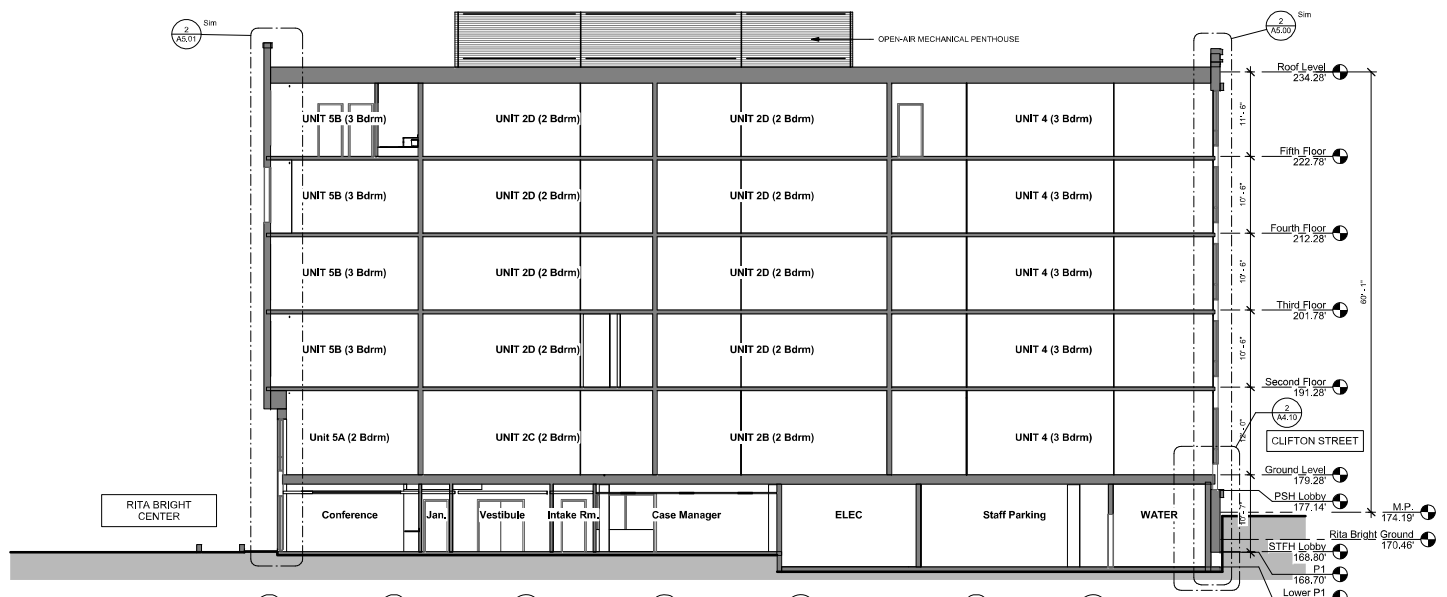 2
A5.01
Sim
2
A5.00
Sim
OPEN-AIR MECHANICAL PENTHOUSE
Roof Level
234.28'
UNIT 5B (3 Bdrm)
UNIT 2D (2 Bdrm)
UNIT 2D (2 Bdrm)
UNIT 4 (3 Bdrm)
11' - 6"
Fifth Floor
222.78'
UNIT 5B (3 Bdrm)
UNIT 2D (2 Bdrm)
UNIT 2D (2 Bdrm)
UNIT 4 (3 Bdrm)
10' - 6"
Fourth Floor
212.28'
UNIT 5B (3 Bdrm)
UNIT 2D (2 Bdrm)
UNIT 2D (2 Bdrm)
UNIT 4 (3 Bdrm)
10' - 6"
60' - 1"
Third Floor
201.78'
UNIT 5B (3 Bdrm)
UNIT 2D (2 Bdrm)
UNIT 2D (2 Bdrm)
UNIT 4 (3 Bdrm)
10' - 6"
Second Floor
191.28'
2
A4.10
Unit 5A (2 Bdrm)
UNIT 2C (2 Bdrm)
UNIT 2B (2 Bdrm)
UNIT 4 (3 Bdrm)
12' - 0"
CLIFTON STREET
Ground Level
179.28'
RITA BRIGHT
CENTER
Conference
Jan.
Vestibule
Intake Rm.
Case Manager
ELEC
Staff Parking
WATER
10' - 7"
PSH Lobby
177.14'
M.P.
174.19'
Rita Bright Ground
170.46'
STFH Lobby
168.80'
P1
168.70'
Lower P1